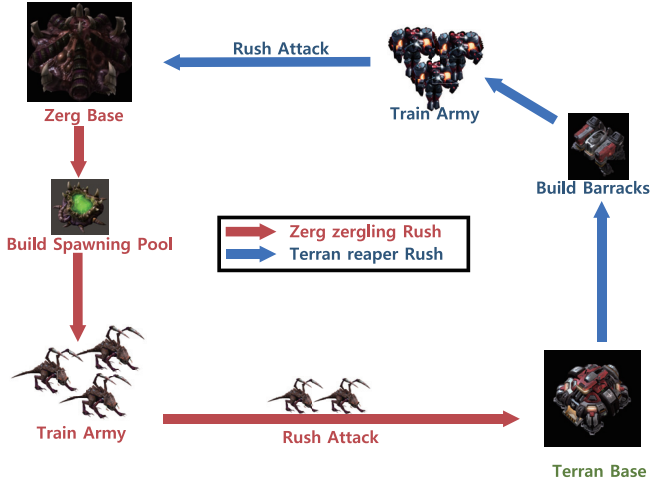 Rush Attack
Train Army
Zerg Base
Build Barracks
Build Spawning Pool
Zerg zergling Rush
Terran reaper Rush
Train Army
Rush Attack
Terran Base